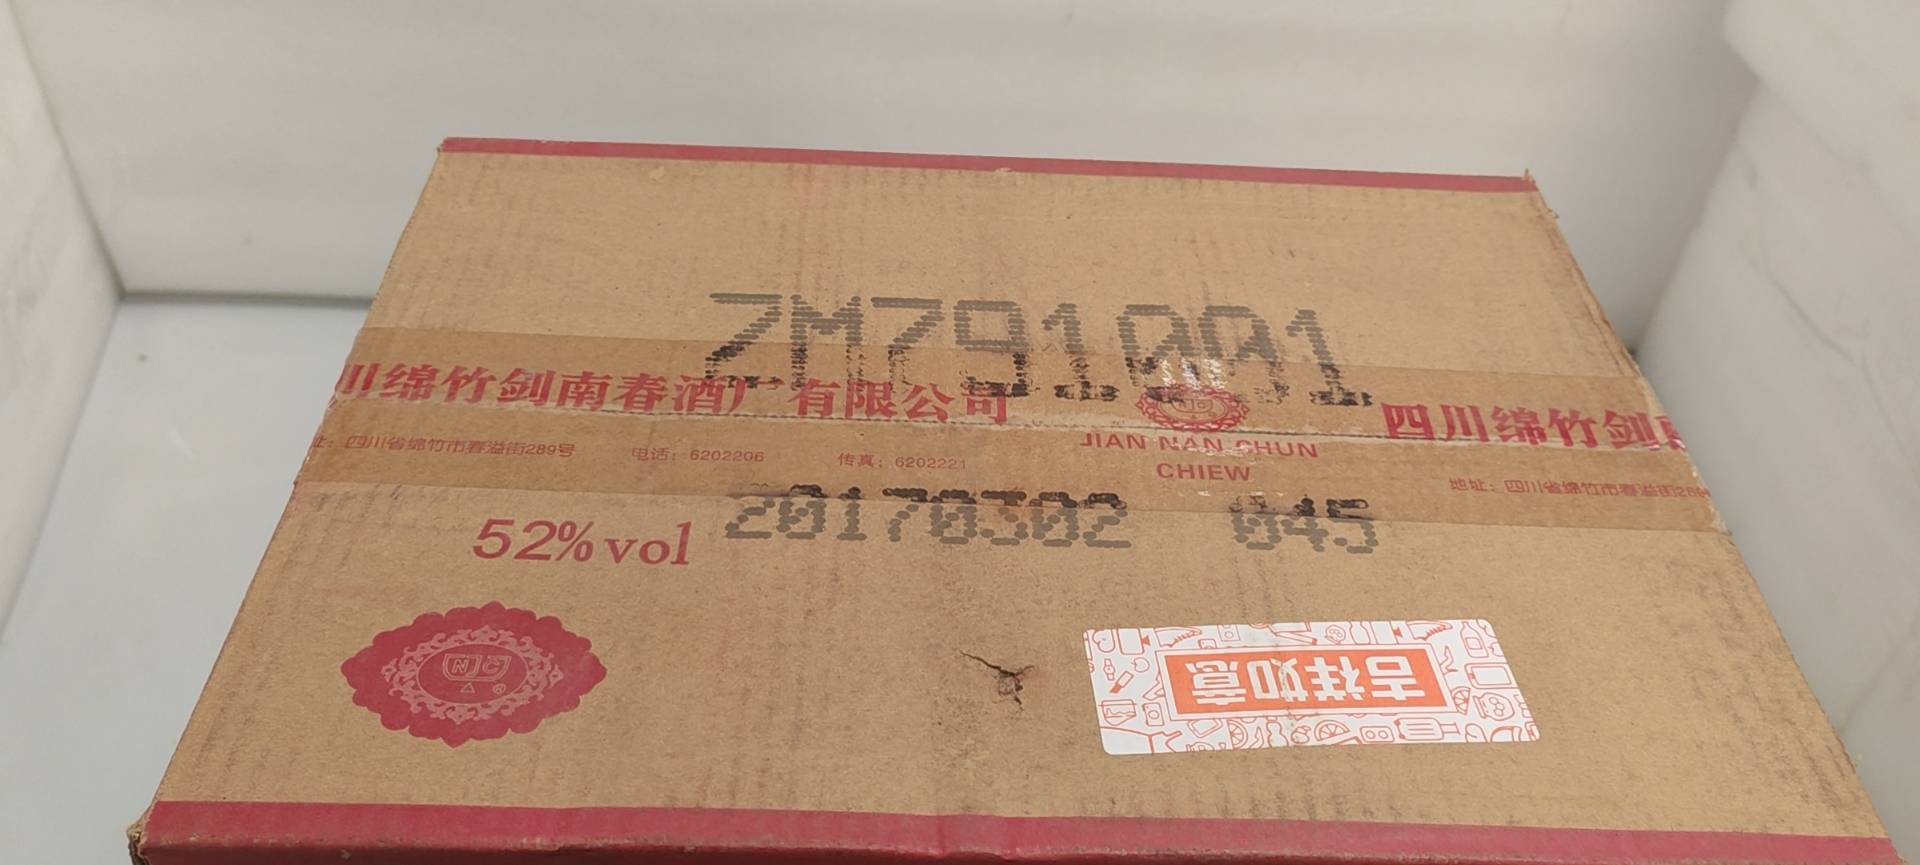 ZM791001
川绵竹剑南春酒厂有限公司
四川绵竹剑
JIAN NAN CHUN
CHIEW
址：四川省绵竹市春溢街289号 电话：6202206 传真：6202221
地址：四川省绵竹市春溢街289
20170302 045
52% vol
NJC
®
吉祥如意